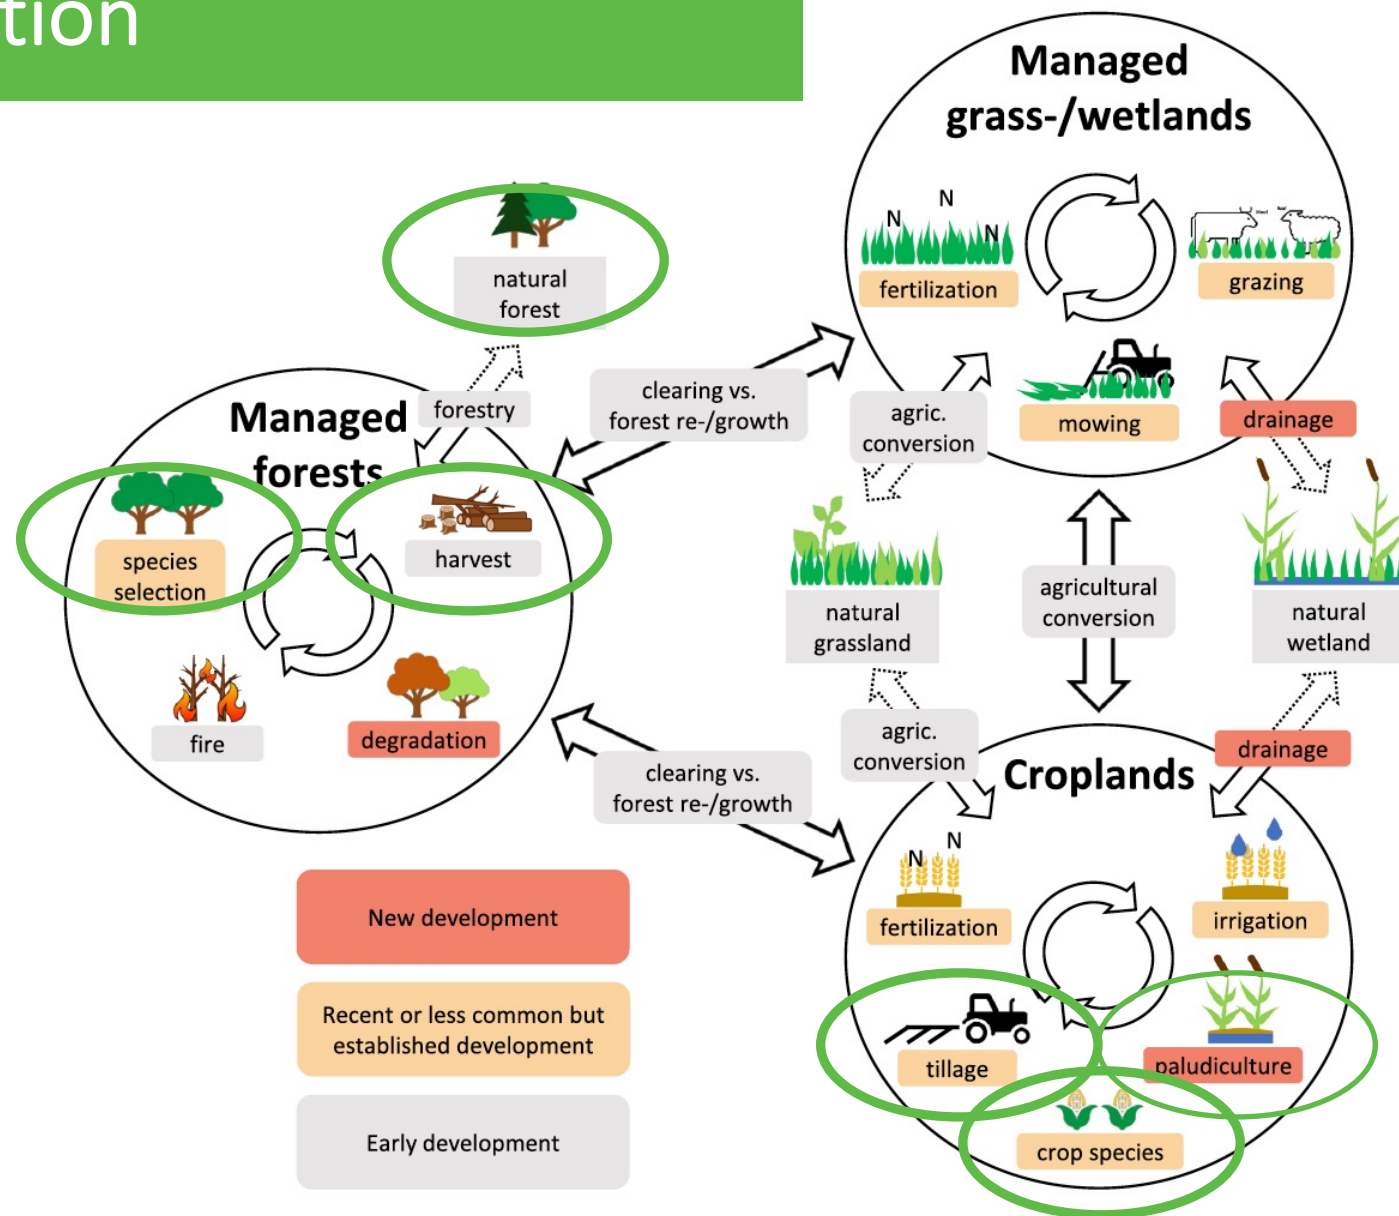 tion
Managed
grass-/wetlands
N
N
N
fertilization
grazing
mowing
natural
forest
forestry
clearing vs.
forest re-/growth
agric.
conversion
drainage
Managed
forests
species
selection
harvest
fire
degradation
natural
grassland
agricultural
conversion
natural
wetland
clearing vs.
forest re-/growth
agric.
conversion
drainage
Croplands
N
N
fertilization
irrigation
tillage
paludiculture
crop species
New development
Recent or less common but
established development
Early development